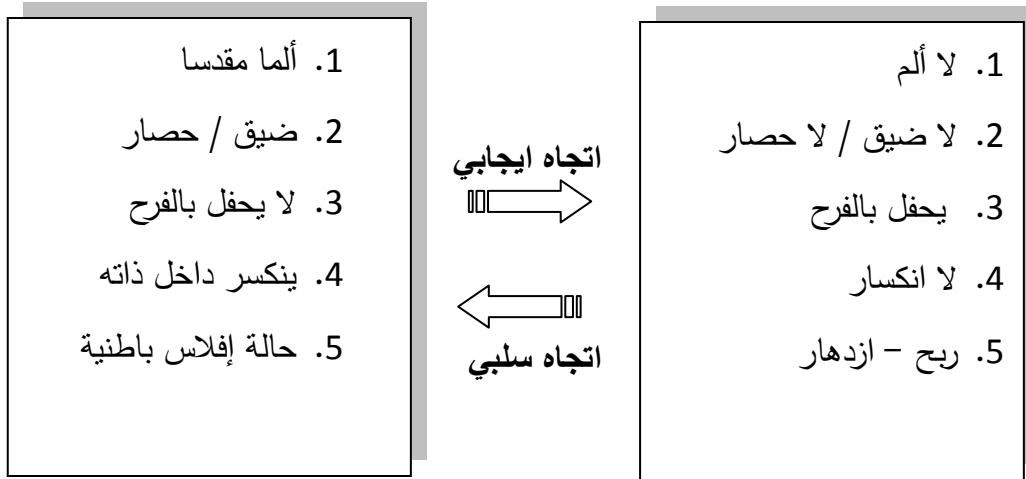 1. لا ألم
2. لا ضيق / لا حصار
3. يحفل بالفرح
4. لا انكسار
5. ربح – ازدهار
اتجاه ايجابي
اتجاه سلبي
1. ألما مقدسا
2. ضيق / حصار
3. لا يحفل بالفرح
4. ينكسر داخل ذاته
5. حالة إفلاس باطنية